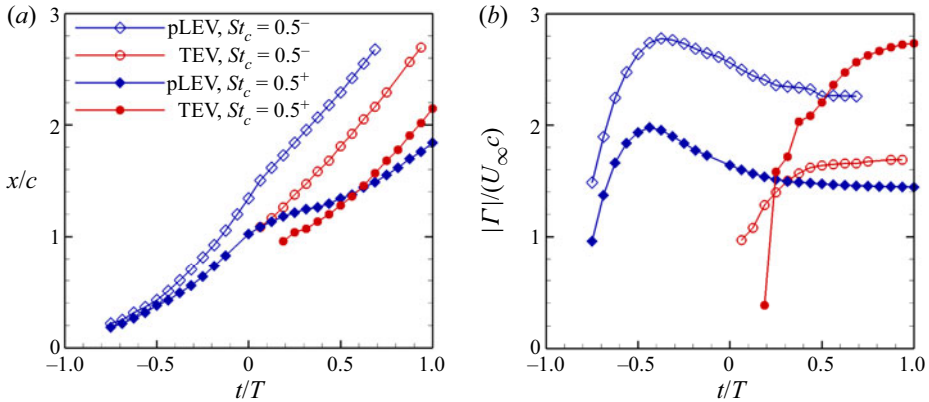 (a)
pLEV, St_c = 0.5⁻
TEV, St_c = 0.5⁻
pLEV, St_c = 0.5⁺
TEV, St_c = 0.5⁺
3
2
x/c
1
0
-1.0 –0.5 0 0.5 1.0
t/T
(b)
3
2
|Γ|/(U_∞c)
1
0
-1.0 –0.5 0 0.5 1.0
t/T